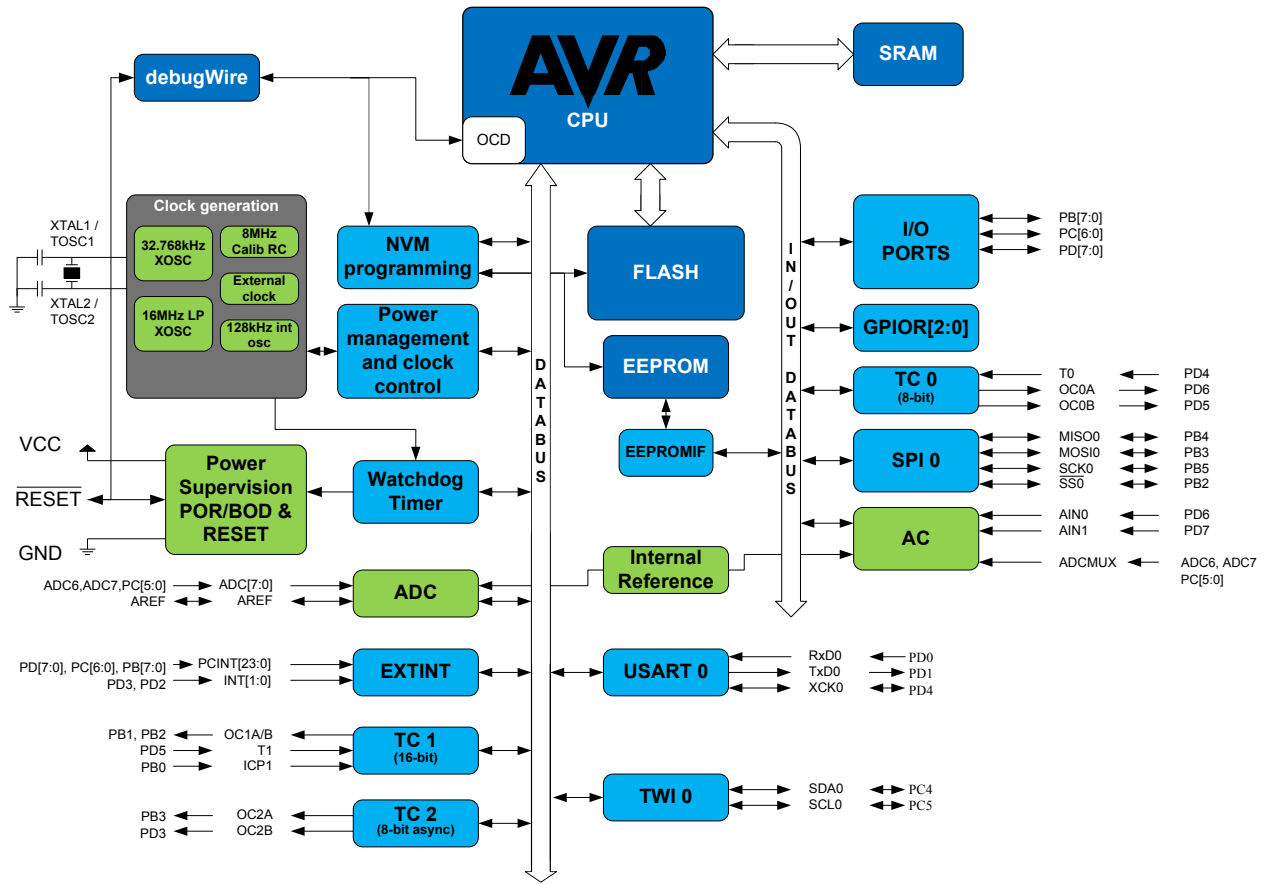 AVR
CPU
OCD
SRAM
debugWire
Clock generation
XTAL1 /
TOSC1
XTAL2 /
TOSC2
32.768kHz
XOSC
8MHz
Calib RC
External
clock
16MHz LP
XOSC
128kHz int
osc
NVM
programming
Power
management
and clock
control
FLASH
EEPROM
EEPROMIF
DATABUS
IN/OUT DATABUS
I/O
PORTS
PB[7:0]
PC[6:0]
PD[7:0]
GPIOR[2:0]
TC 0
(8-bit)
T0 PD4
OC0A PD6
OC0B PD5
SPI 0
MISO0 PB4
MOSI0 PB3
SCK0 PB5
SS0 PB2
AC
AIN0 PD6
AIN1 PD7
ADCMUX ADC6, ADC7
PC[5:0]
VCC
RESET
GND
Power
Supervision
POR/BOD &
RESET
Watchdog
Timer
Internal
Reference
ADC6,ADC7,PC[5:0] ADC[7:0]
AREF AREF
ADC
PD[7:0], PC[6:0], PB[7:0] PCINT[23:0]
PD3, PD2 INT[1:0]
EXTINT
USART 0
RxD0 PD0
TxD0 PD1
XCK0 PD4
PB1, PB2 OC1A/B
PD5 T1
PB0 ICP1
TC 1
(16-bit)
TWI 0
SDA0 PC4
SCL0 PC5
PB3 OC2A
PD3 OC2B
TC 2
(8-bit async)